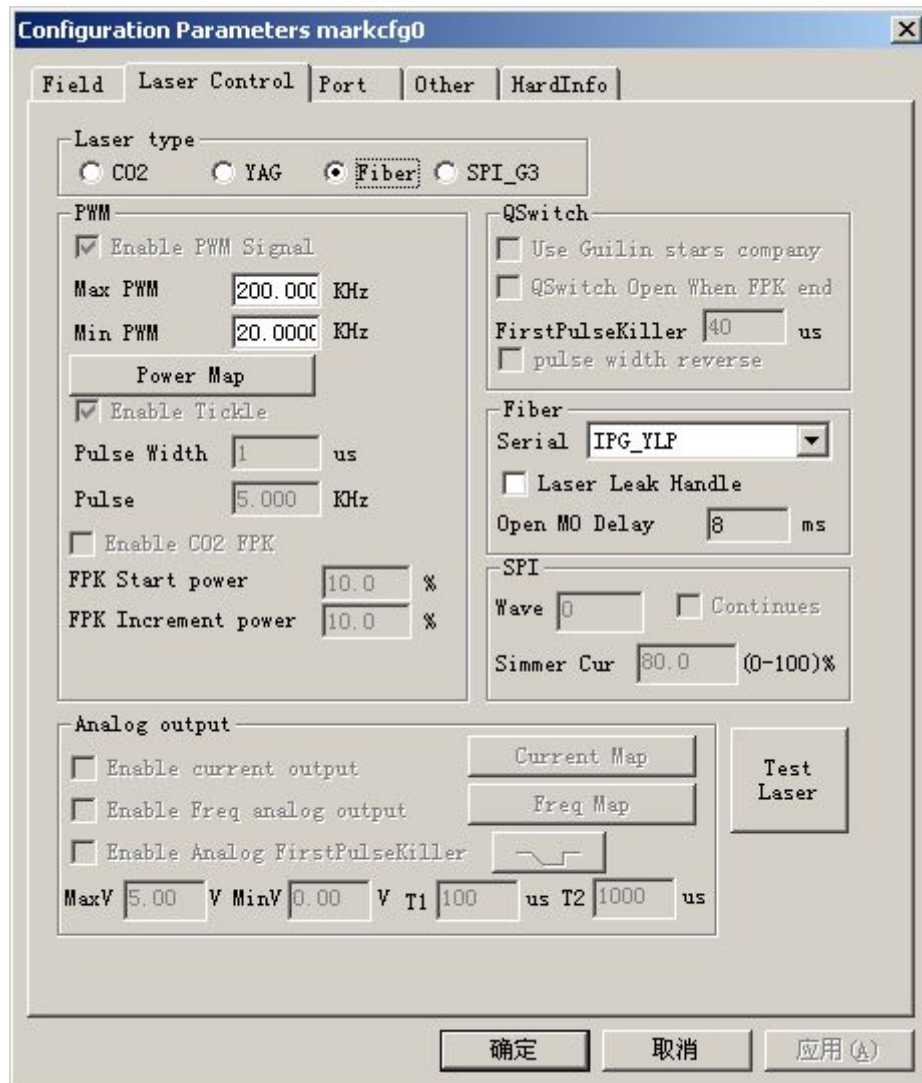 Configuration Parameters markcfg0
Field Laser Control Port Other HardInfo
Laser type
CO2 YAG Fiber SPI_G3
PWM
Enable PWM Signal
Max PWM 200.000 KHz
Min PWM 20.0000 KHz
Power Map
Enable Tickle
Pulse Width 1 us
Pulse 5.000 KHz
Enable CO2 FPK
FPK Start power 10.0 %
FPK Increment power 10.0 %
QSwitch
Use Guilin stars company
QSwitch Open When FPK end
FirstPulseKiller 40 us
pulse width reverse
Fiber
Serial IPG_YLP
Laser Leak Handle
Open MO Delay 8 ms
SPI
Wave 0 Continues
Simmer Cur 80.0 (0-100)%
Analog output
Enable current output Current Map
Enable Freq analog output Freq Map
Enable Analog FirstPulseKiller
MaxV 5.00 V MinV 0.00 V T1 100 us T2 1000 us
Test
Laser
确定 取消 应用(A)